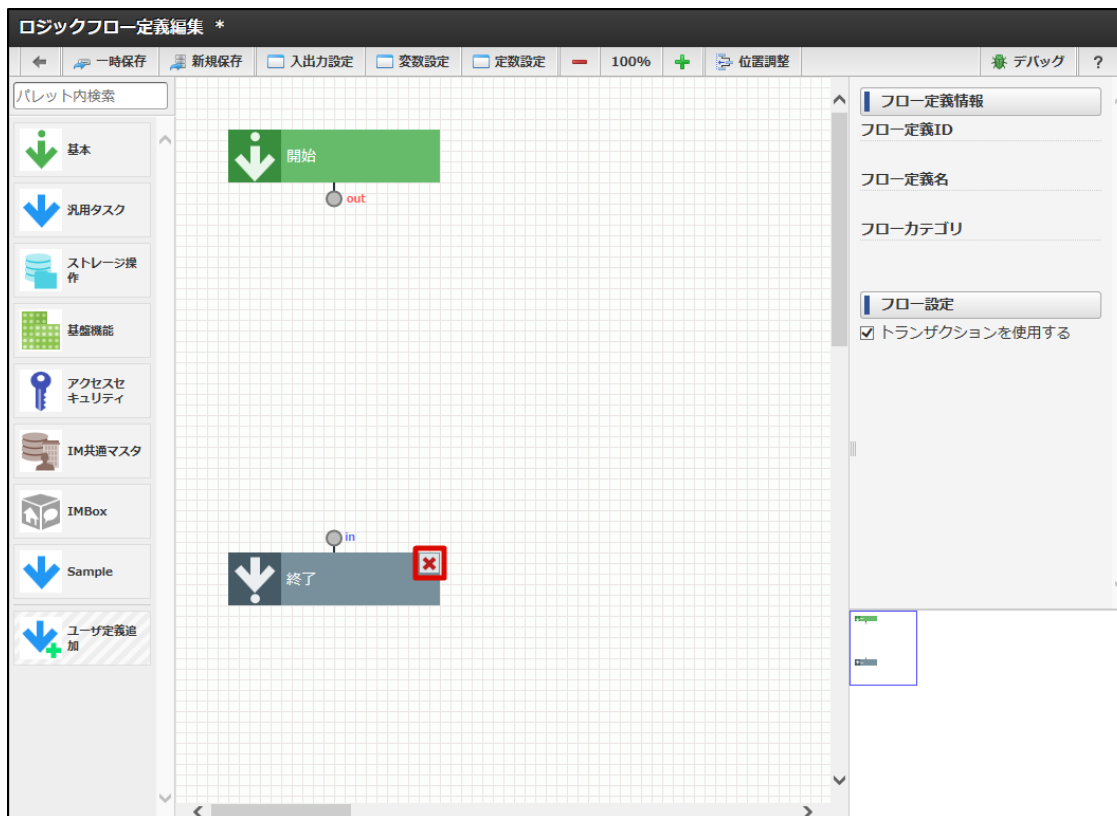 ロジックフロー定義編集 *
一時保存 新規保存 入出力設定 変数設定 定数設定 100% 位置調整 デバッグ ?
パレット内検索
基本
汎用タスク
ストレージ操
作
基盤機能
アクセスセ
キュリティ
IM共通マスタ
IMBox
Sample
ユーザ定義追
加
開始
out
in
終了
フロー定義情報
フロー定義ID
フロー定義名
フローカテゴリ
フロー設定
トランザクションを使用する